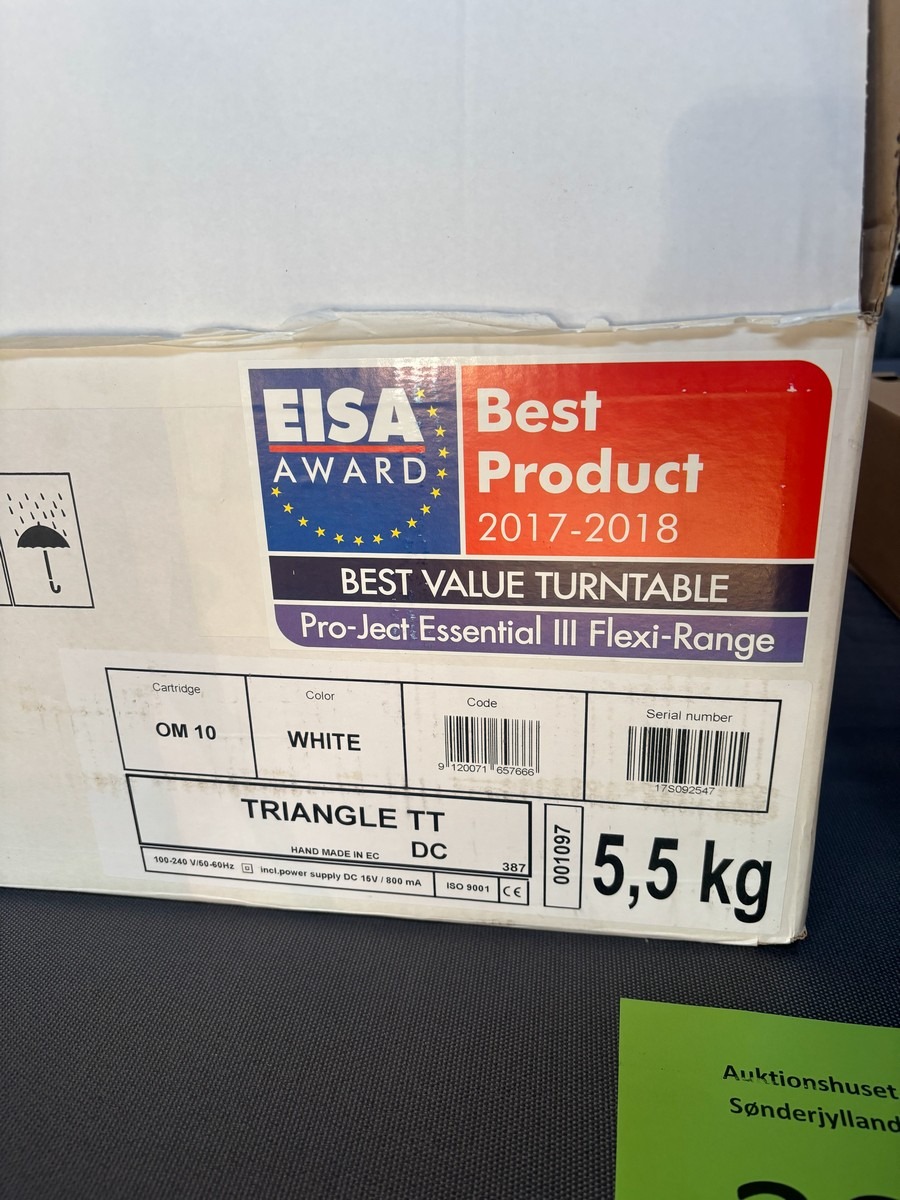 EISA
AWARD
Best
Product
2017-2018
BEST VALUE TURNTABLE
Pro-Ject Essential III Flexi-Range
Cartridge
OM 10
Color
WHITE
Code
9 120071 657666
Serial number
17S092547
TRIANGLE TT
HAND MADE IN EC DC
387
100-240 V/50-60Hz incl.power supply DC 15V / 800 mA
ISO 9001
CE
001097
5,5 kg
Auktionshuset
Sønderjylland